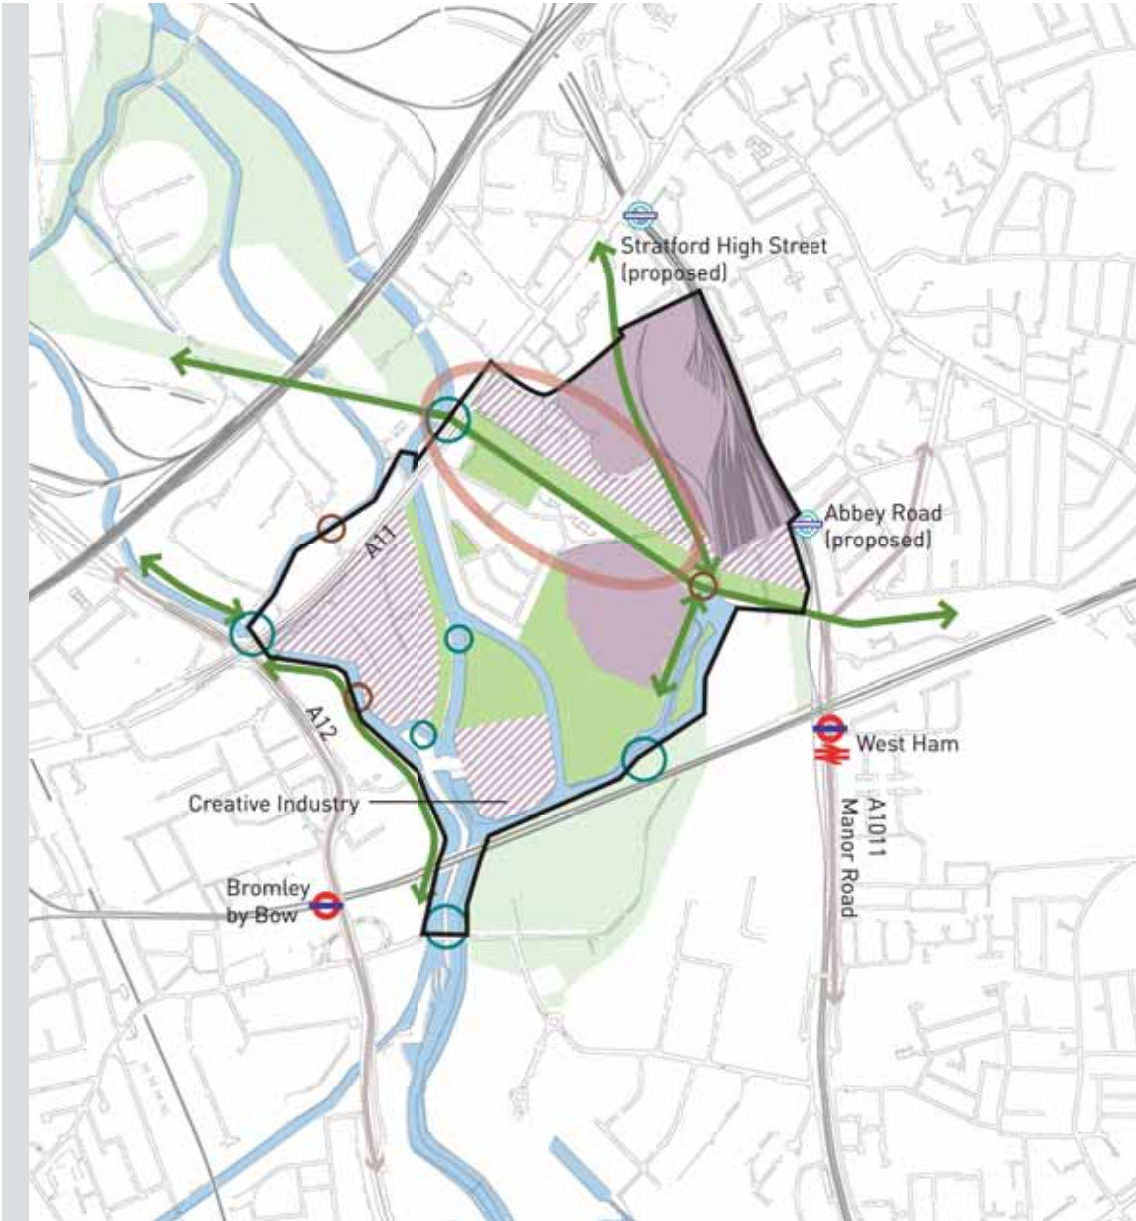 Stratford High Street
(proposed)
Abbey Road
(proposed)
A11
A12
West Ham
A1011
Manor Road
Creative Industry
Bromley
by Bow